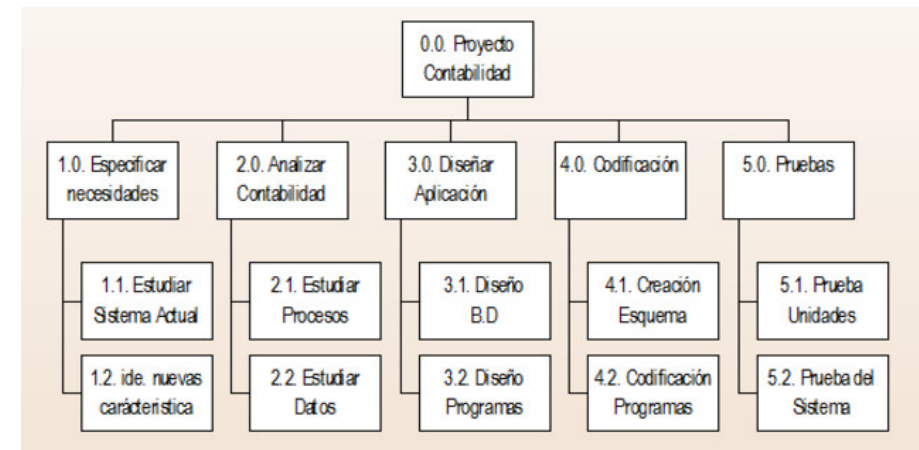 0.0. Proyecto
Contabilidad
1.0. Especificar
necesidades
2.0. Analizar
Contabilidad
3.0. Diseñar
Aplicación
4.0. Codificación
5.0. Pruebas
1.1. Estudiar
Sistema Actual
2.1. Estudiar
Procesos
3.1. Diseño
B.D
4.1. Creación
Esquema
5.1. Prueba
Unidades
1.2. ide. nuevas
carácteristica
2.2. Estudiar
Datos
3.2. Diseño
Programas
4.2. Codificación
Programas
5.2. Prueba del
Sistema